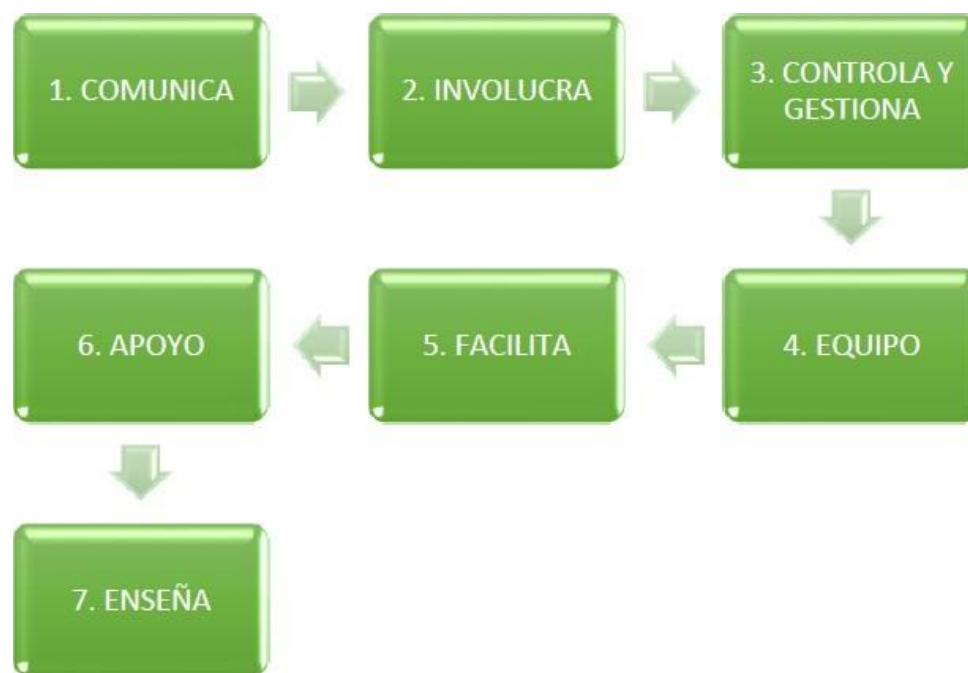 1. COMUNICA
2. INVOLUCRA
3. CONTROLA Y
GESTIONA
4. EQUIPO
5. FACILITA
6. APOYO
7. ENSEÑA